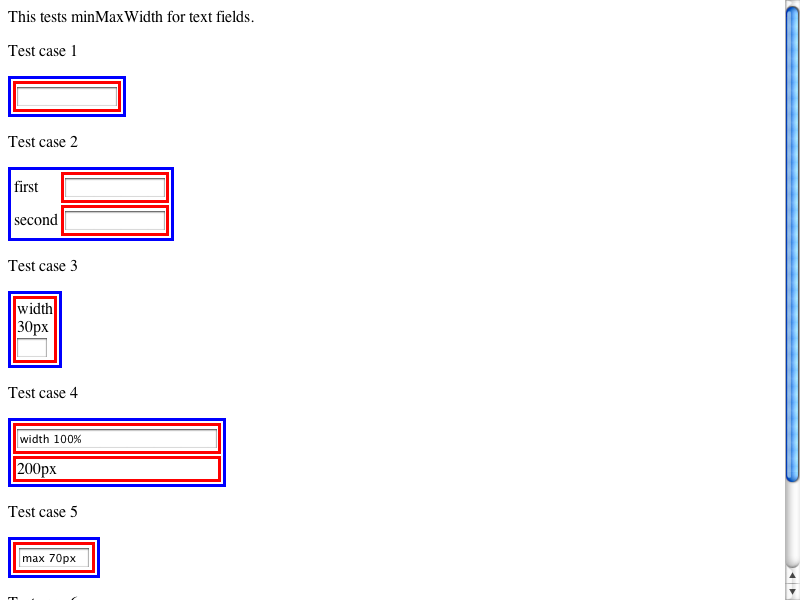 This tests minMaxWidth for text fields.
Test case 1
Test case 2
first
second
Test case 3
width
30px
Test case 4
width 100%
200px
Test case 5
max 70px